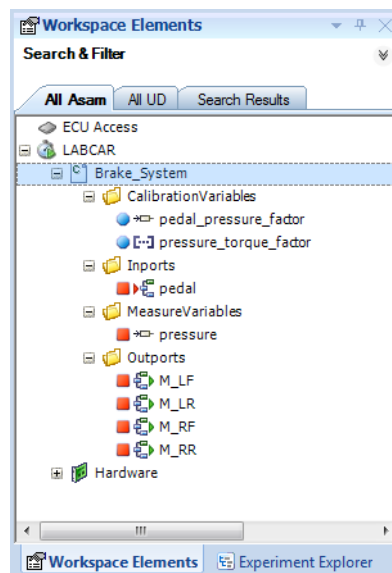 Workspace Elements
Search & Filter
All Asam All UD Search Results
ECU Access
LABCAR
Brake_System
CalibrationVariables
pedal_pressure_factor
pressure_torque_factor
Inports
pedal
MeasureVariables
pressure
Outports
M_LF
M_LR
M_RF
M_RR
Hardware
Workspace Elements Experiment Explorer